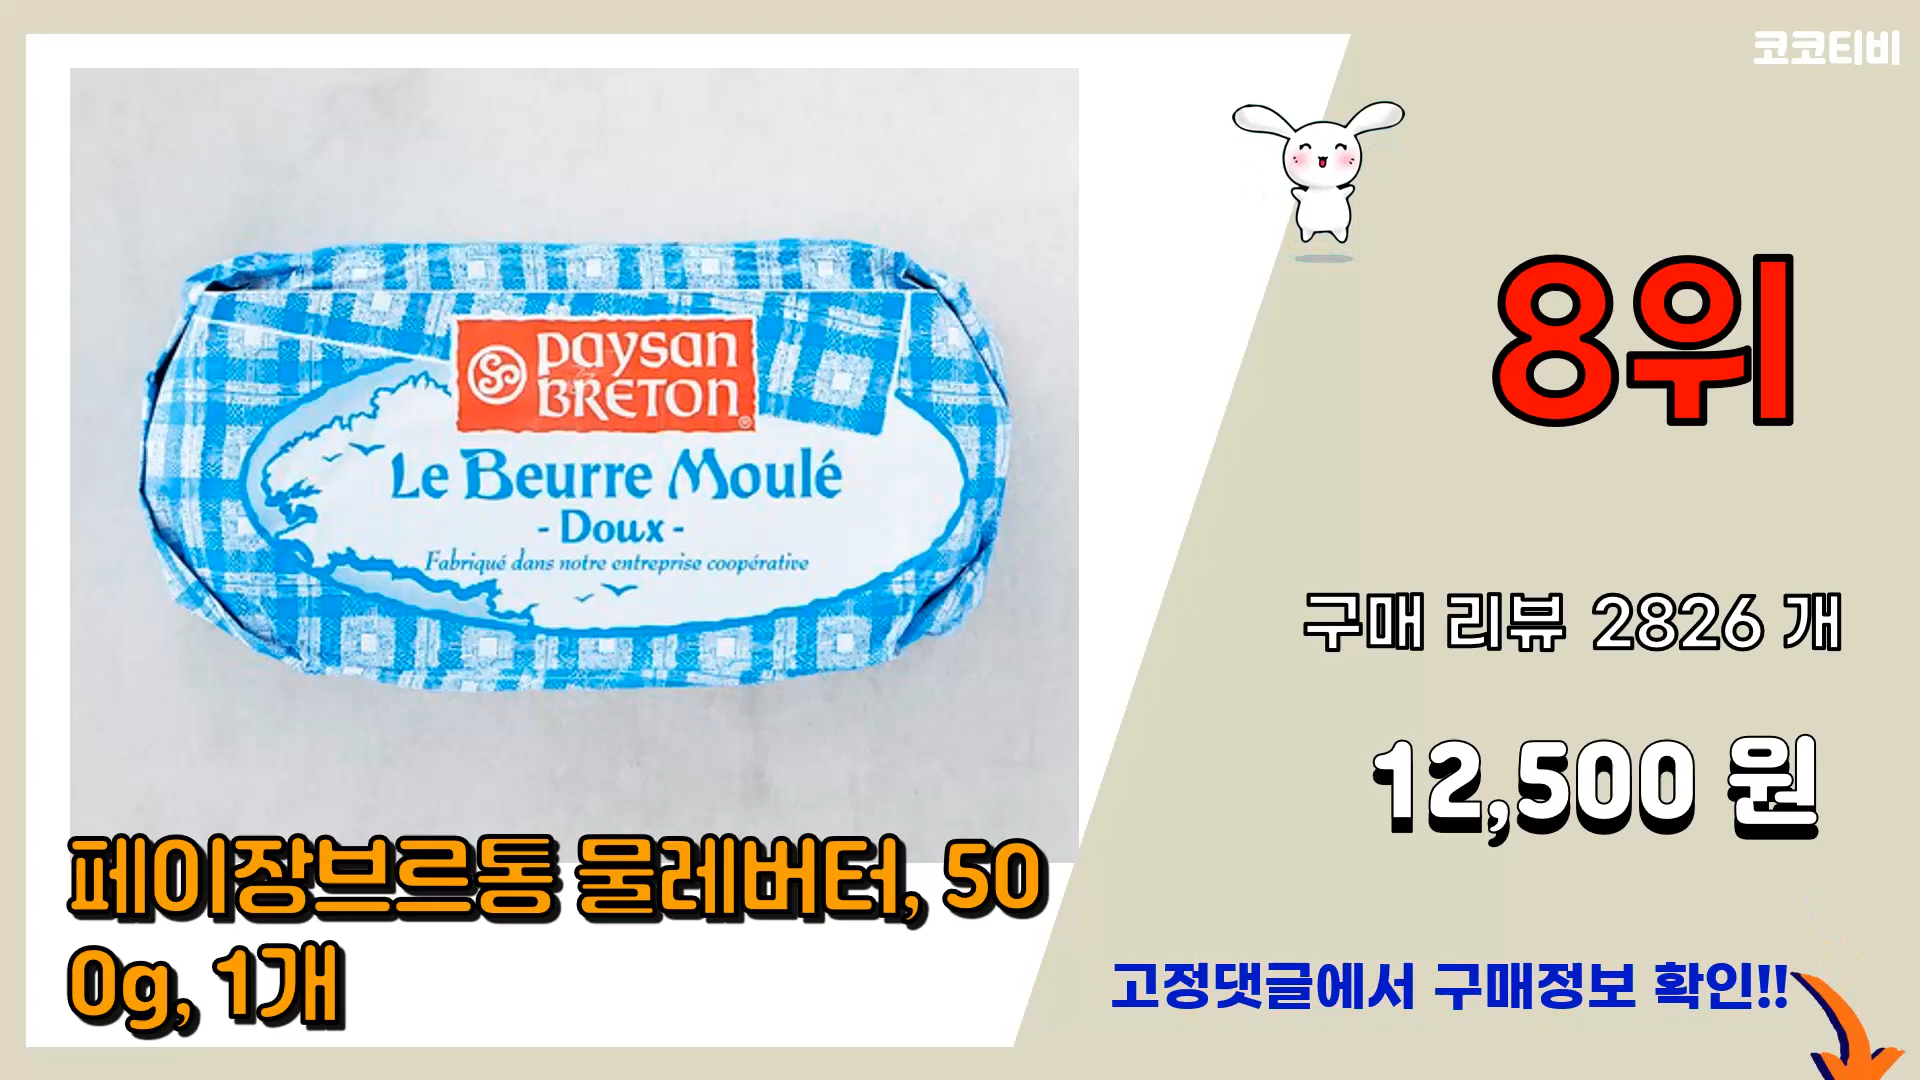 코코티비
paysan
BRETON
®
Le Beurre Moulé
- Doux -
Fabriqué dans notre entreprise coopérative
8위
구매 리뷰 2826 개
12,500 원
페이장브르통 물레버터, 50
0g, 1개
고정댓글에서 구매정보 확인!!